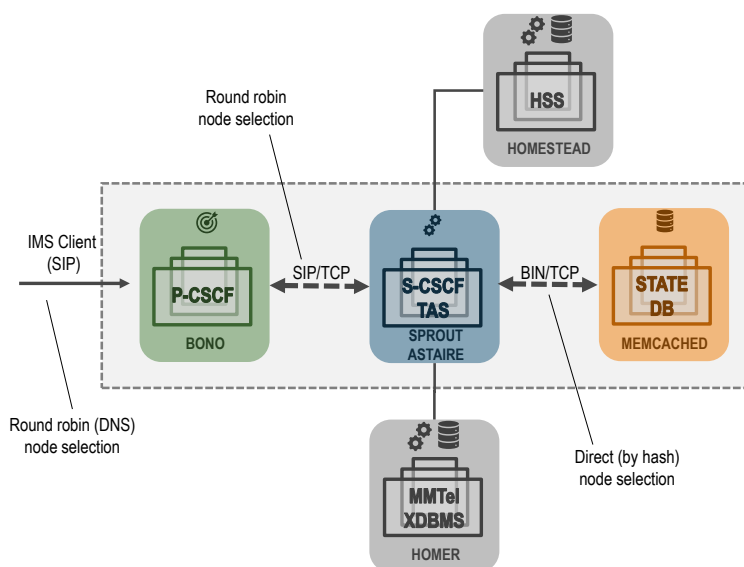 HSS
HOMESTEAD
Round robin
node selection
IMS Client
(SIP)
P-CSCF
BONO
SIP/TCP
S-CSCF
TAS
SPROUT
ASTAIRE
BIN/TCP
STATE
DB
MEMCACHED
Round robin (DNS)
node selection
Direct (by hash)
node selection
MMTel
XDBMS
HOMER